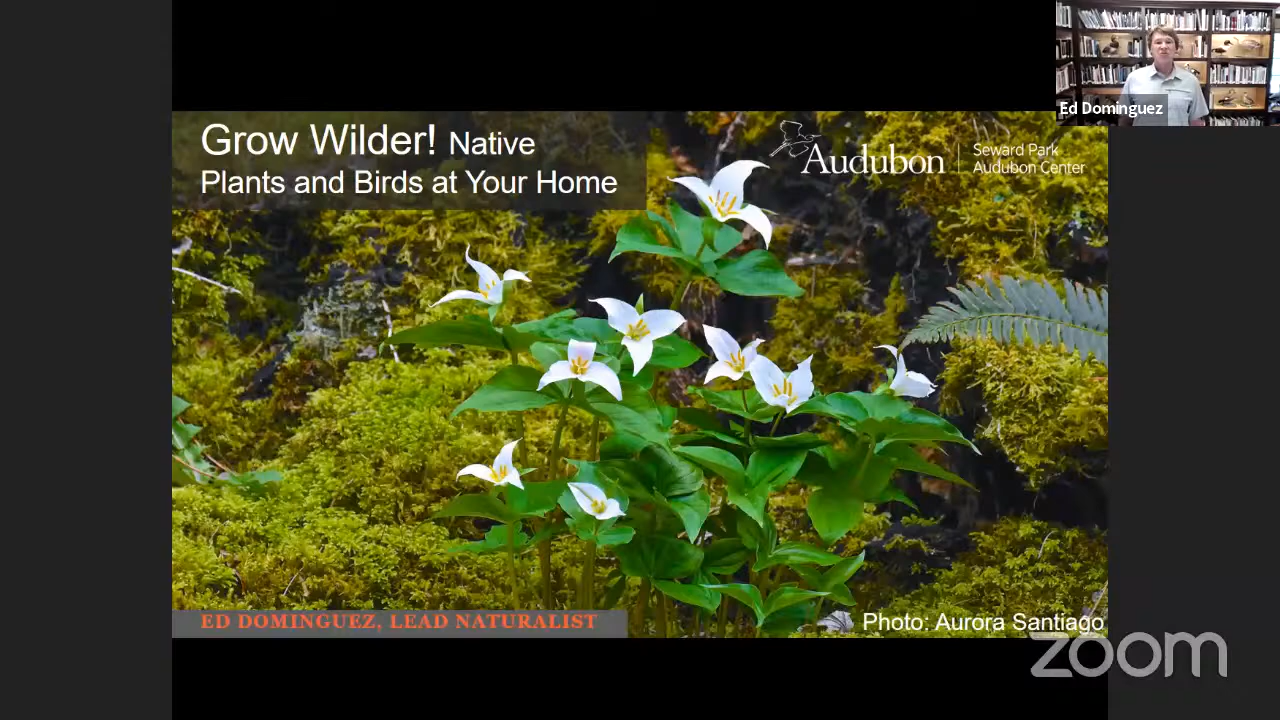 Ed Dominguez
Grow Wilder! Native
Plants and Birds at Your Home
Audubon
Seward Park
Audubon Center
ED DOMINGUEZ, LEAD NATURALIST
Photo: Aurora Santiago
zoom